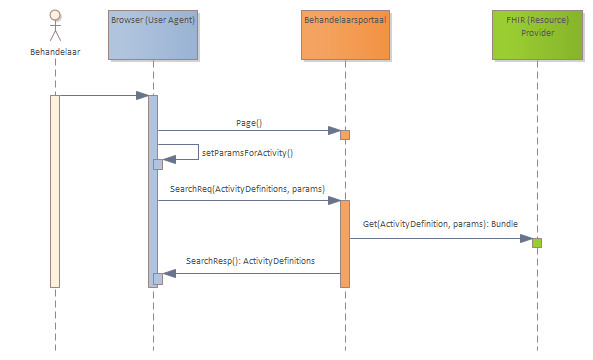 Behandelaar
Browser (User Agent)
Behandelaarsportaal
FHIR (Resource)
Provider
Page()
setParamsForActivity()
SearchReq(ActivityDefinitions, params)
Get(ActivityDefinition, params): Bundle
SearchResp(): ActivityDefinitions